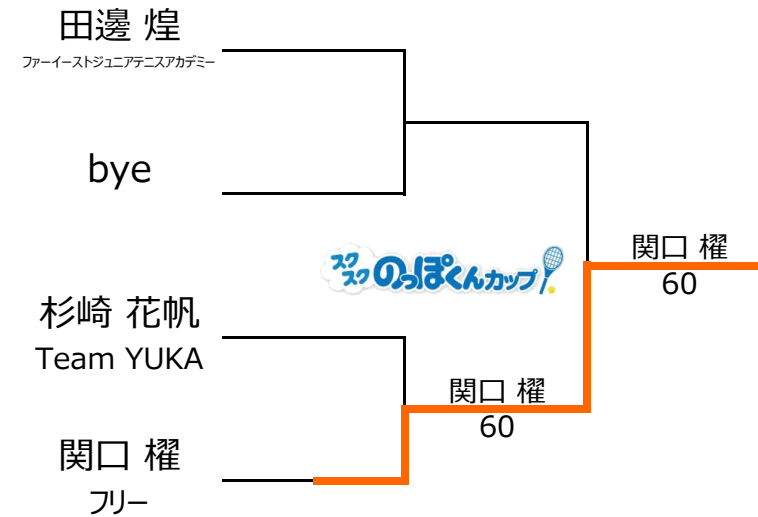 田邊 煌
ファーイーストジュニアテニスアカデミー
bye
スクスクのっぽくんカップ
杉崎 花帆
Team YUKA
関口 櫂
フリー
関口 櫂
60
関口 櫂
60